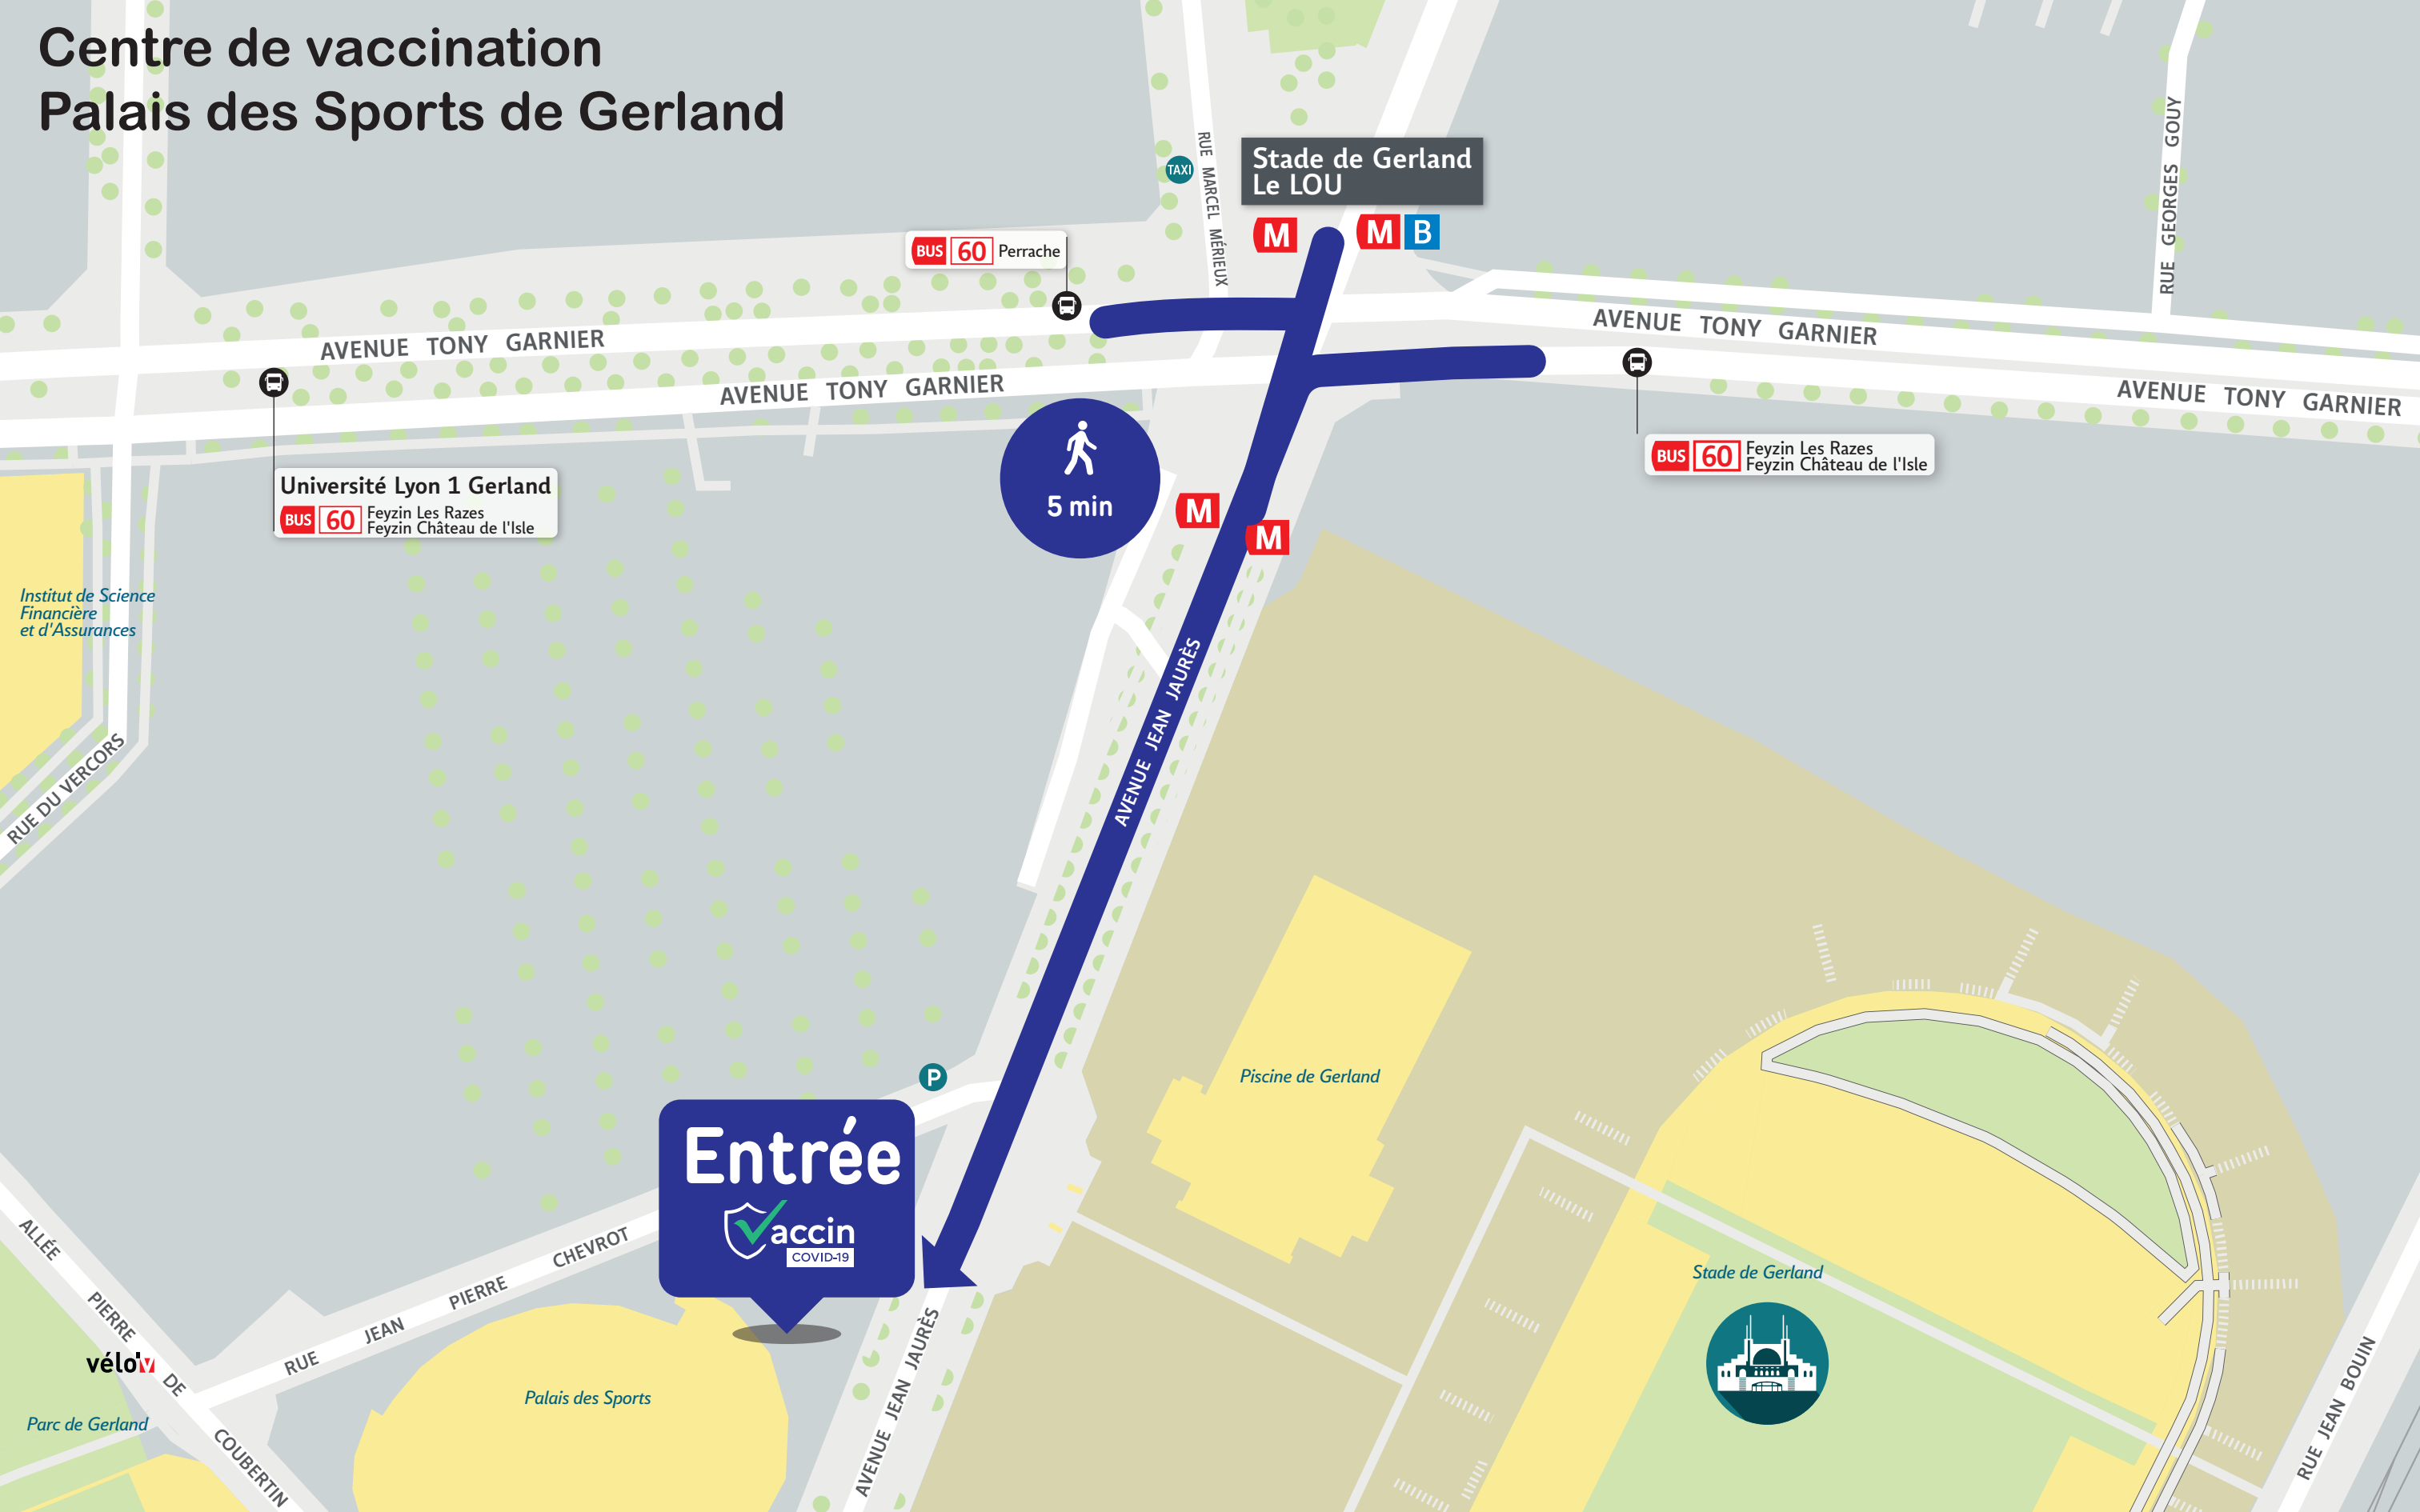 Centre de vaccination
Palais des Sports de Gerland
TAXI
RUE MARCEL MÉRIEUX
Stade de Gerland
Le LOU
M
M B
RUE GEORGES GOUY
BUS 60 Perrache
AVENUE TONY GARNIER
AVENUE TONY GARNIER
AVENUE TONY GARNIER
AVENUE TONY GARNIER
BUS 60 Feyzin Les Razes
Feyzin Château de l'Isle
Université Lyon 1 Gerland
BUS 60 Feyzin Les Razes
Feyzin Château de l'Isle
5 min
M
M
Institut de Science
Financière
et d'Assurances
RUE DU VERCORS
AVENUE JEAN JAURÈS
P
Piscine de Gerland
Entrée
Vaccin
COVID-19
ALLÉE PIERRE DE COUBERTIN
RUE JEAN PIERRE CHEVROT
vélo'v
Parc de Gerland
Palais des Sports
AVENUE JEAN JAURÈS
Stade de Gerland
RUE JEAN BOUIN